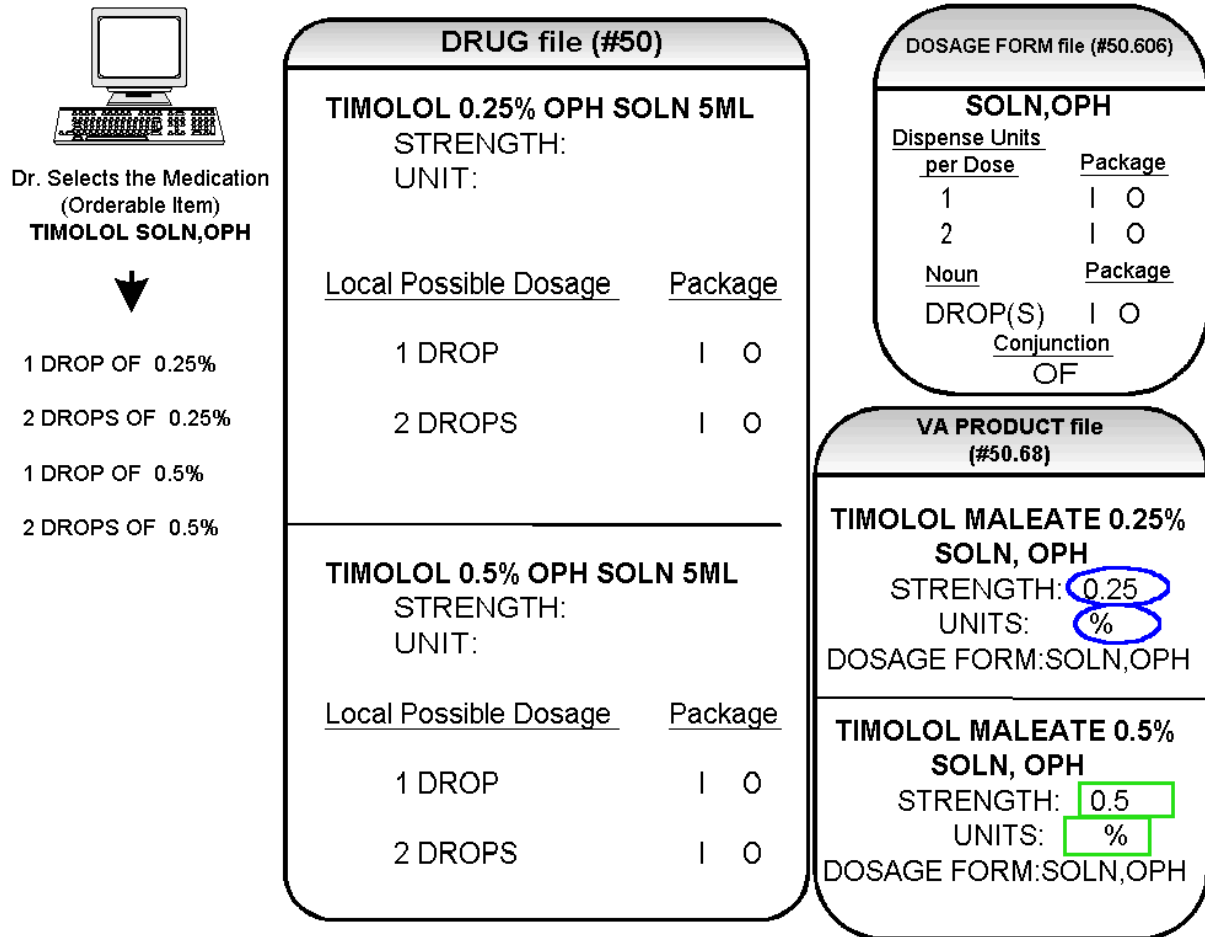 Dr. Selects the Medication
(Orderable Item)
TIMOLOL SOLN,OPH
1 DROP OF 0.25%
2 DROPS OF 0.25%
1 DROP OF 0.5%
2 DROPS OF 0.5%
DRUG file (#50)
TIMOLOL 0.25% OPH SOLN 5ML
STRENGTH:
UNIT:
Local Possible Dosage Package
1 DROP I O
2 DROPS I O
TIMOLOL 0.5% OPH SOLN 5ML
STRENGTH:
UNIT:
Local Possible Dosage Package
1 DROP I O
2 DROPS I O
DOSAGE FORM file (#50.606)
SOLN,OPH
Dispense Units
per Dose Package
1 I O
2 I O
Noun Package
DROP(S) I O
Conjunction
OF
VA PRODUCT file
(#50.68)
TIMOLOL MALEATE 0.25%
SOLN, OPH
STRENGTH: 0.25
UNITS: %
DOSAGE FORM:SOLN,OPH
TIMOLOL MALEATE 0.5%
SOLN, OPH
STRENGTH: 0.5
UNITS: %
DOSAGE FORM:SOLN,OPH